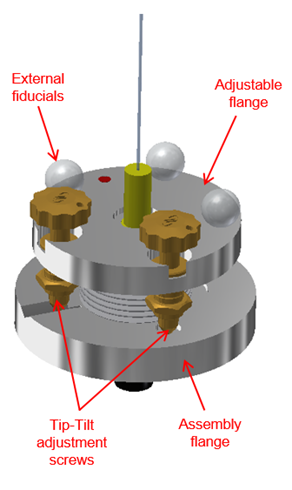 External
fiducials
Adjustable
flange
Tip-Tilt
adjustment
screws
Assembly
flange